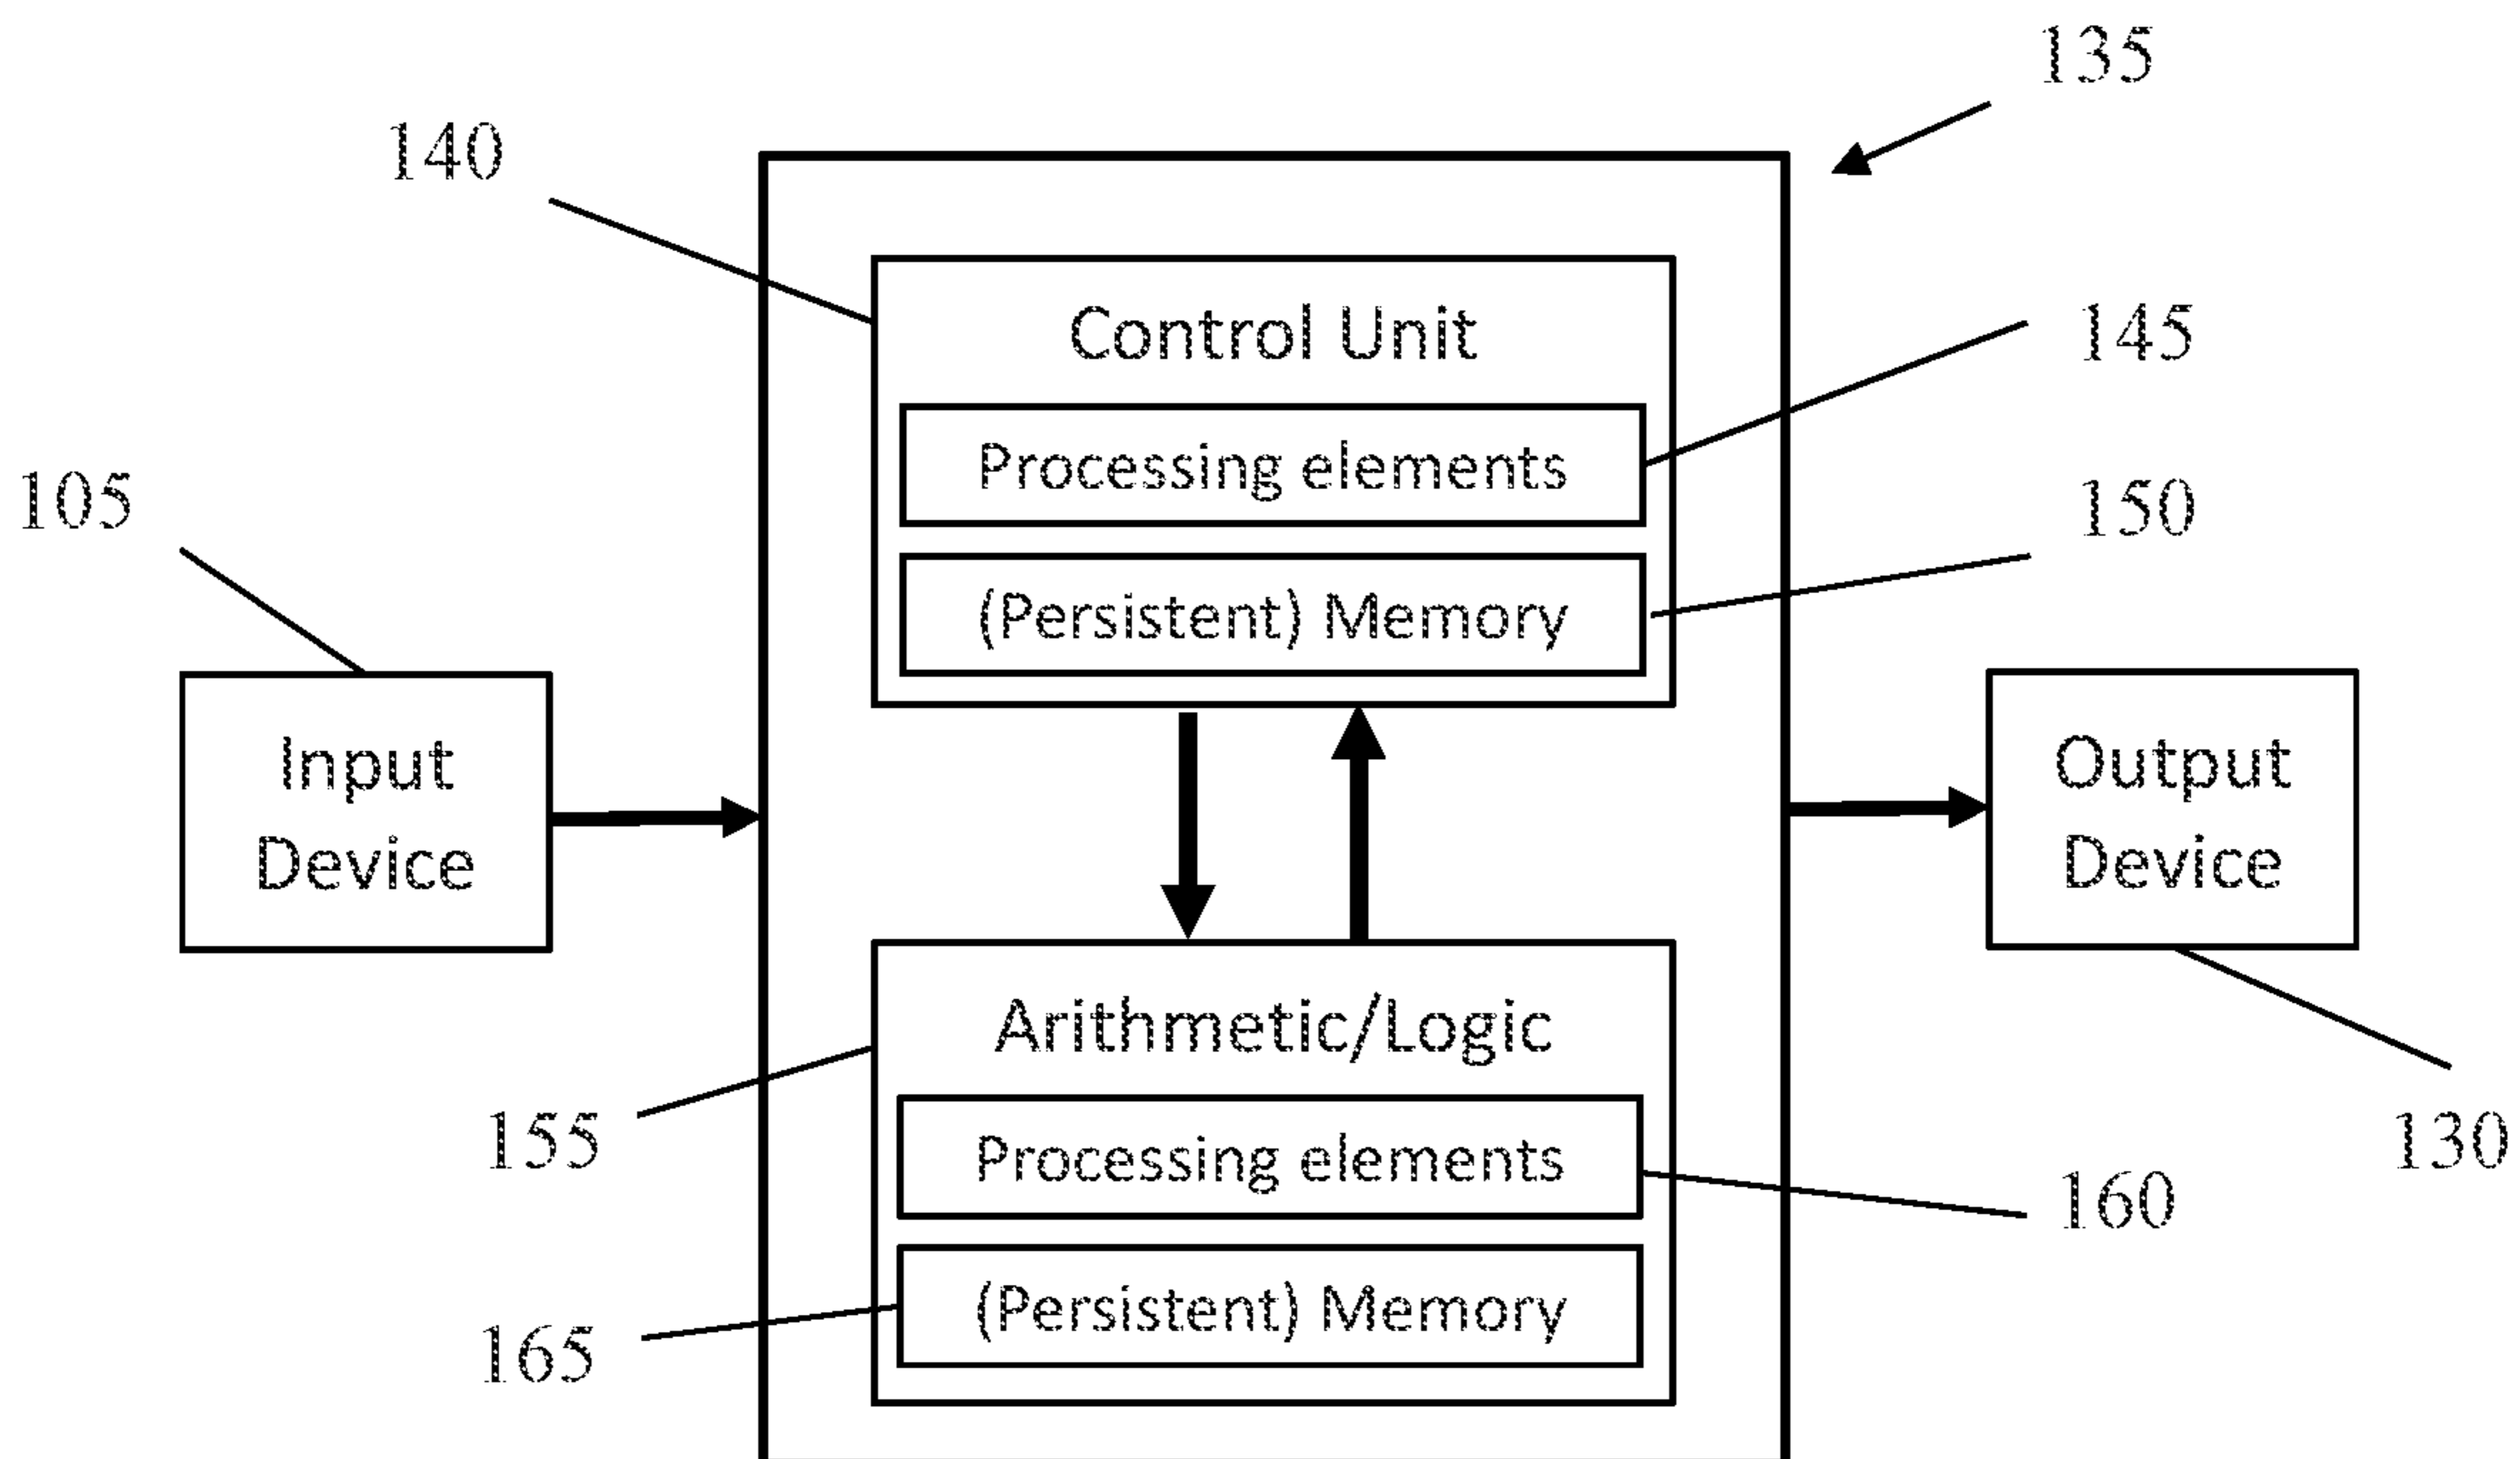 135
140
Control Unit
145
Processing elements
105
150
(Persistent) Memory
Input
Device
Output
Device
Arithmetic/Logic
155
Processing elements
130
160
(Persistent) Memory
165